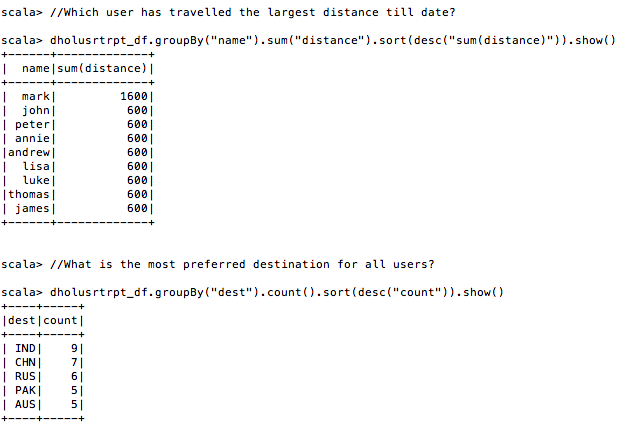 scala> //Which user has travelled the largest distance till date?
scala> dholusrtrpt_df.groupBy("name").sum("distance").sort(desc("sum(distance)")).show()
+------+-------------+
|  name|sum(distance)|
+------+-------------+
|  mark|         1600|
|  john|          600|
| peter|          600|
| annie|          600|
|andrew|          600|
|  lisa|          600|
|  luke|          600|
|thomas|          600|
| james|          600|
+------+-------------+
scala> //What is the most preferred destination for all users?
scala> dholusrtrpt_df.groupBy("dest").count().sort(desc("count")).show()
+----+-----+
|dest|count|
+----+-----+
| IND|    9|
| CHN|    7|
| RUS|    6|
| PAK|    5|
| AUS|    5|
+----+-----+